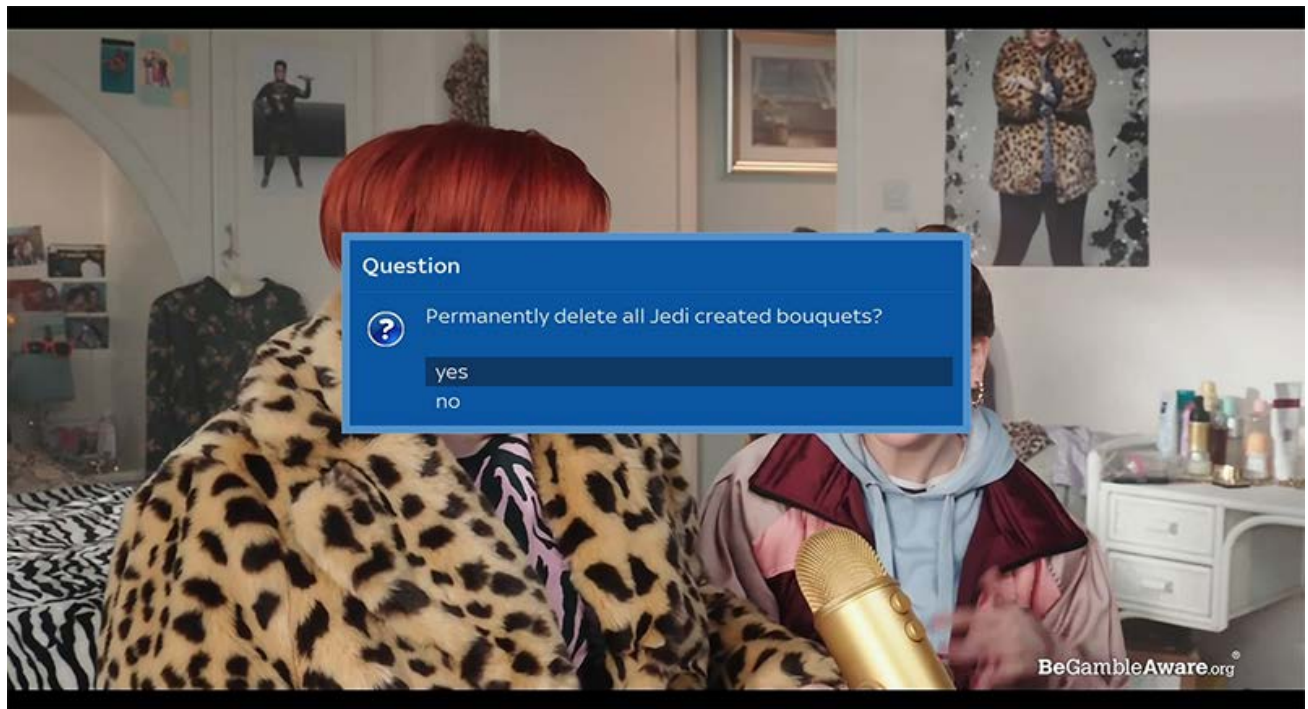 Question
Permanently delete all Jedi created bouquets?
yes
no
BeGambleAware.org®